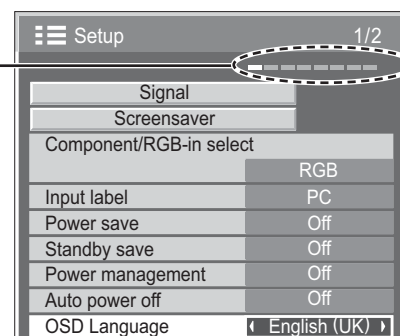 Setup 1/2
Signal
Screensaver
Component/RGB-in select
RGB
Input label PC
Power save Off
Standby save Off
Power management Off
Auto power off Off
OSD Language English (UK)